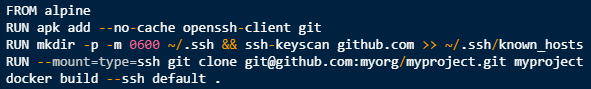 FROM alpine
RUN apk add --no-cache openssh-client git
RUN mkdir -p -m 0600 ~/.ssh && ssh-keyscan github.com >> ~/.ssh/known_hosts
RUN --mount=type=ssh git clone git@github.com:myorg/myproject.git myproject
docker build --ssh default .